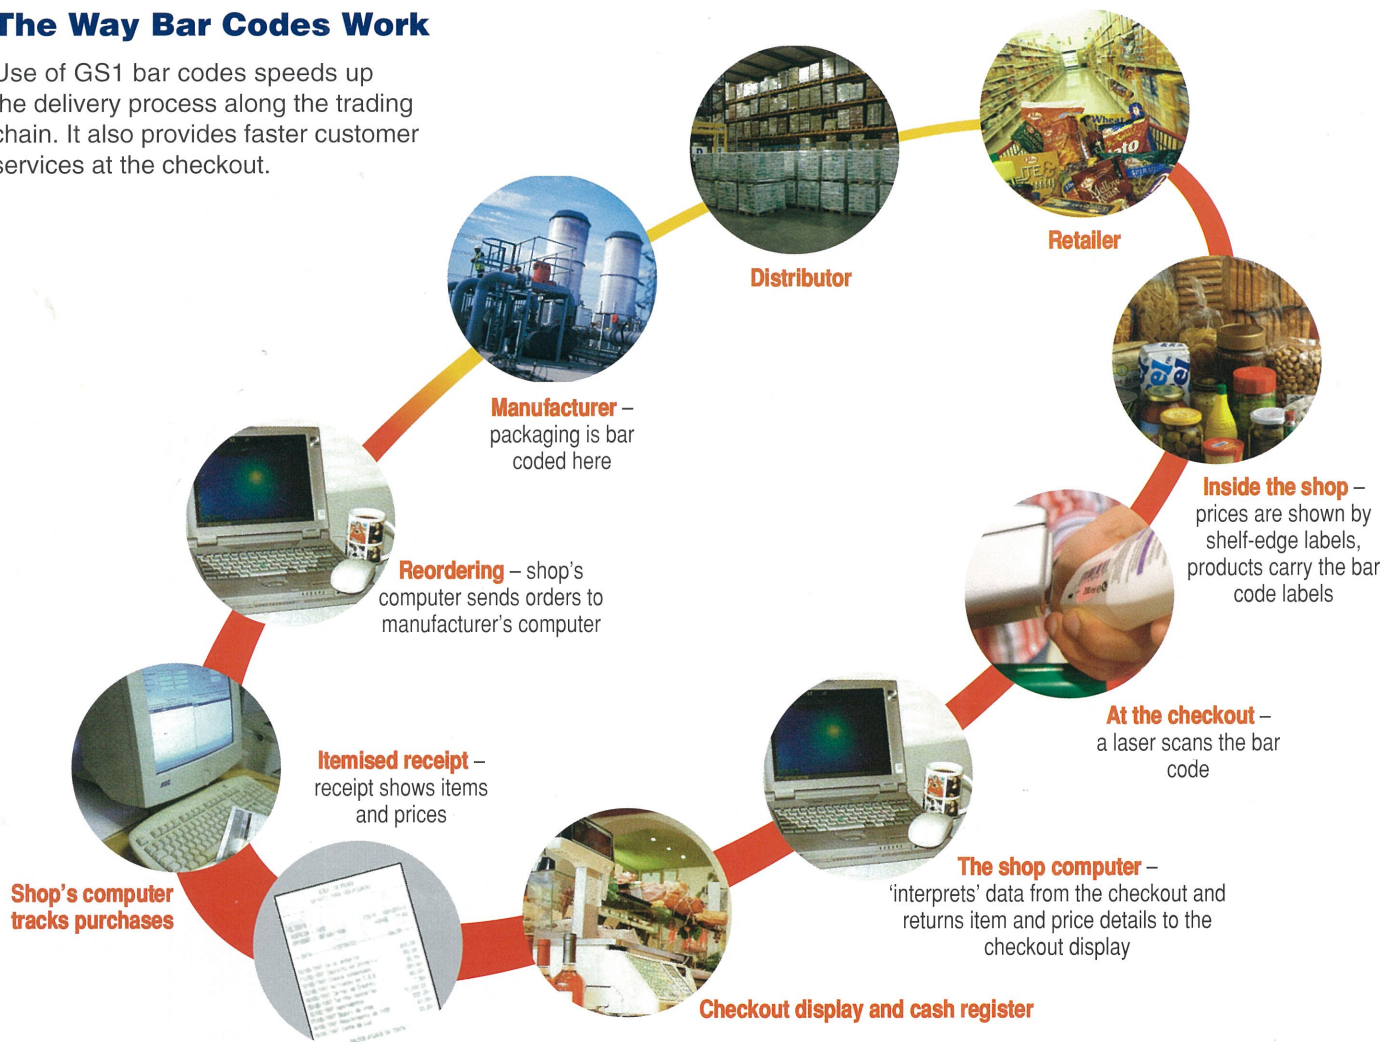 The Way Bar Codes Work
Use of GS1 bar codes speeds up
the delivery process along the trading
chain. It also provides faster customer
services at the checkout.
Retailer
Distributor
Manufacturer –
packaging is bar
coded here
Inside the shop –
prices are shown by
shelf-edge labels,
products carry the bar
code labels
Reordering – shop's
computer sends orders to
manufacturer's computer
At the checkout –
a laser scans the bar
code
Itemised receipt –
receipt shows items
and prices
The shop computer –
'interprets' data from the checkout and
returns item and price details to the
checkout display
Shop's computer
tracks purchases
Checkout display and cash register